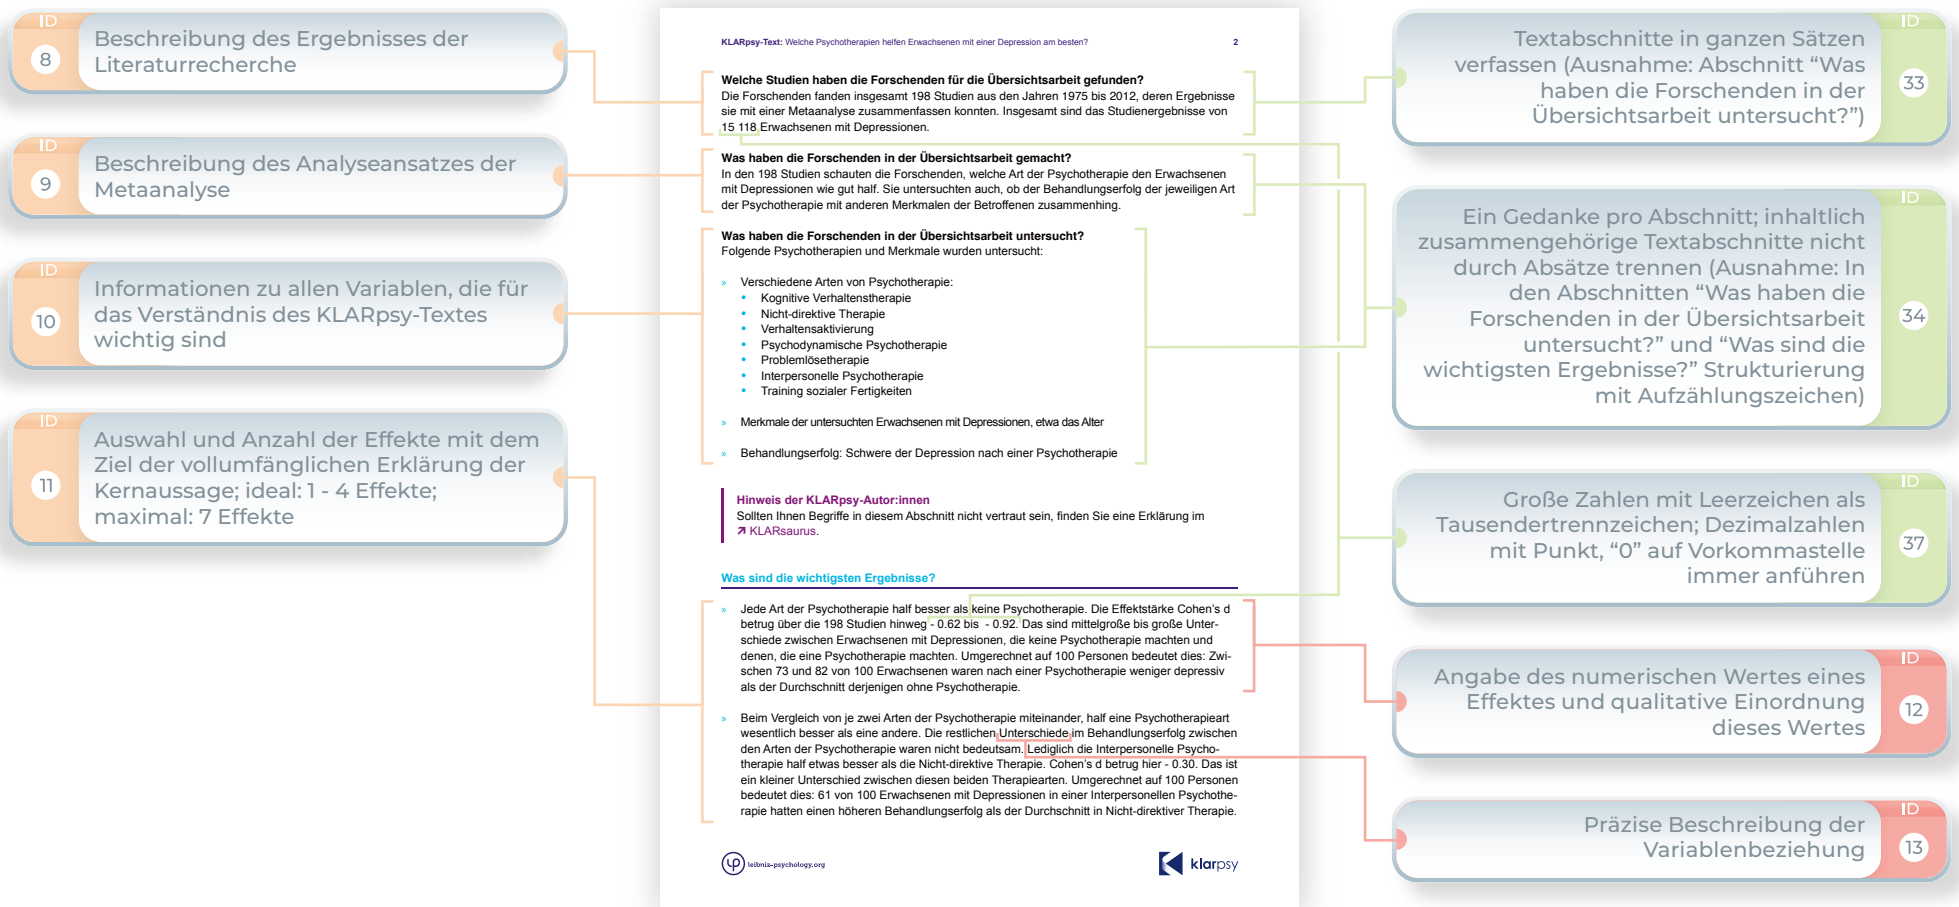 ID
8
Beschreibung des Ergebnisses der
Literaturrecherche
ID
9
Beschreibung des Analyseansatzes der
Metaanalyse
ID
10
Informationen zu allen Variablen, die für
das Verständnis des KLARpsy-Textes
wichtig sind
ID
11
Auswahl und Anzahl der Effekte mit dem
Ziel der vollumfänglichen Erklärung der
Kernaussage; ideal: 1 - 4 Effekte;
maximal: 7 Effekte
KLARpsy-Text: Welche Psychotherapien helfen Erwachsenen mit einer Depression am besten? 2
Welche Studien haben die Forschenden für die Übersichtsarbeit gefunden?
Die Forschenden fanden insgesamt 198 Studien aus den Jahren 1975 bis 2012, deren Ergebnisse
sie mit einer Metaanalyse zusammenfassen konnten. Insgesamt sind das Studienergebnisse von
15 118 Erwachsenen mit Depressionen.
Was haben die Forschenden in der Übersichtsarbeit gemacht?
In den 198 Studien schauten die Forschenden, welche Art der Psychotherapie den Erwachsenen
mit Depressionen wie gut half. Sie untersuchten auch, ob der Behandlungserfolg der jeweiligen Art
der Psychotherapie mit anderen Merkmalen der Betroffenen zusammenhing.
Was haben die Forschenden in der Übersichtsarbeit untersucht?
Folgende Psychotherapien und Merkmale wurden untersucht:
» Verschiedene Arten von Psychotherapie:
• Kognitive Verhaltenstherapie
• Nicht-direktive Therapie
• Verhaltensaktivierung
• Psychodynamische Psychotherapie
• Problemlösetherapie
• Interpersonelle Psychotherapie
• Training sozialer Fertigkeiten
» Merkmale der untersuchten Erwachsenen mit Depressionen, etwa das Alter
» Behandlungserfolg: Schwere der Depression nach einer Psychotherapie
Hinweis der KLARpsy-Autor:innen
Sollten Ihnen Begriffe in diesem Abschnitt nicht vertraut sein, finden Sie eine Erklärung im
↗ KLARsaurus.
Was sind die wichtigsten Ergebnisse?
» Jede Art der Psychotherapie half besser als keine Psychotherapie. Die Effektstärke Cohen's d
betrug über die 198 Studien hinweg - 0.62 bis - 0.92. Das sind mittelgroße bis große Unter-
schiede zwischen Erwachsenen mit Depressionen, die keine Psychotherapie machten und
denen, die eine Psychotherapie machten. Umgerechnet auf 100 Personen bedeutet dies: Zwi-
schen 73 und 82 von 100 Erwachsenen waren nach einer Psychotherapie weniger depressiv
als der Durchschnitt derjenigen ohne Psychotherapie.
» Beim Vergleich von je zwei Arten der Psychotherapie miteinander, half eine Psychotherapieart
wesentlich besser als eine andere. Die restlichen Unterschiede im Behandlungserfolg zwischen
den Arten der Psychotherapie waren nicht bedeutsam. Lediglich die Interpersonelle Psycho-
therapie half etwas besser als die Nicht-direktive Therapie. Cohen's d betrug hier - 0.30. Das ist
ein kleiner Unterschied zwischen diesen beiden Therapiearten. Umgerechnet auf 100 Personen
bedeutet dies: 61 von 100 Erwachsenen mit Depressionen in einer Interpersonellen Psychothe-
rapie hatten einen höheren Behandlungserfolg als der Durchschnitt in Nicht-direktiver Therapie.
leibniz-psychology.org
klarpsy
ID
33
Textabschnitte in ganzen Sätzen
verfassen (Ausnahme: Abschnitt “Was
haben die Forschenden in der
Übersichtsarbeit untersucht?”)
ID
34
Ein Gedanke pro Abschnitt; inhaltlich
zusammengehörige Textabschnitte nicht
durch Absätze trennen (Ausnahme: In
den Abschnitten “Was haben die
Forschenden in der Übersichtsarbeit
untersucht?” und “Was sind die
wichtigsten Ergebnisse?” Strukturierung
mit Aufzählungszeichen)
ID
37
Große Zahlen mit Leerzeichen als
Tausendertrennzeichen; Dezimalzahlen
mit Punkt, “0” auf Vorkommastelle
immer anführen
ID
12
Angabe des numerischen Wertes eines
Effektes und qualitative Einordnung
dieses Wertes
ID
13
Präzise Beschreibung der
Variablenbeziehung